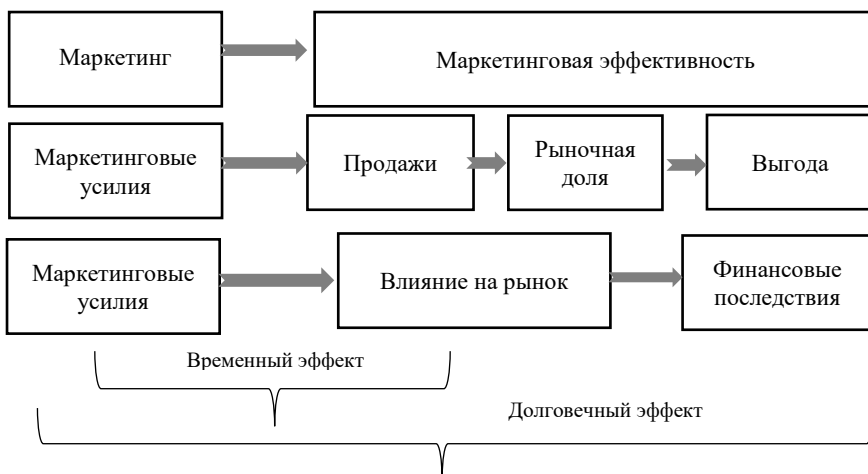 Маркетинг
Маркетинговая эффективность
Маркетинговые
усилия
Продажи
Рыночная
доля
Выгода
Маркетинговые
усилия
Влияние на рынок
Финансовые
последствия
Временный эффект
Долговечный эффект